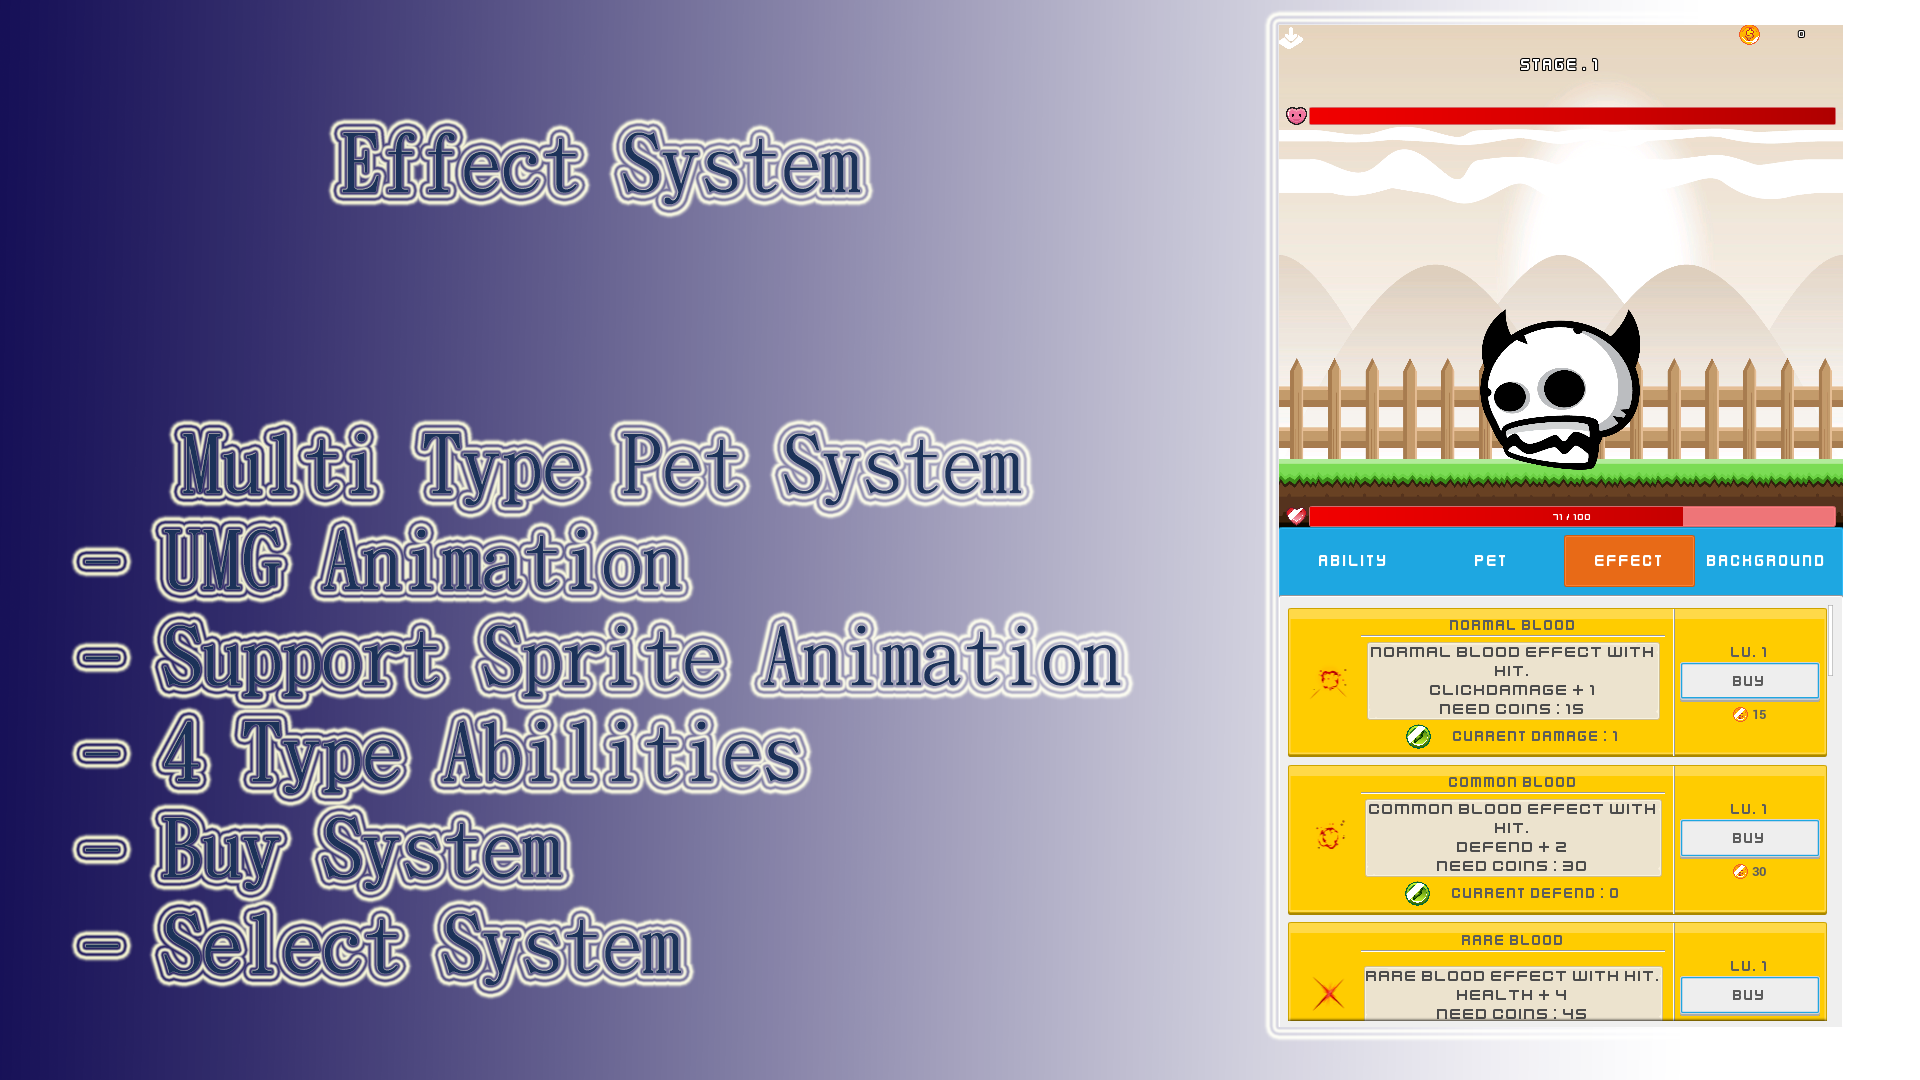 Effect System
Multi Type Pet System
- UMG Animation
- Support Sprite Animation
- 4 Type Abilities
- Buy System
- Select System
0
STAGE.1
71 / 100
ABILITY PET EFFECT BACKGROUND
NORMAL BLOOD
NORMAL BLOOD EFFECT WITH
HIT.
CLICKDAMAGE + 1
NEED COINS : 15
CURRENT DAMAGE : 1
LV. 1
BUY
15
COMMON BLOOD
COMMON BLOOD EFFECT WITH
HIT.
DEFEND + 2
NEED COINS : 30
CURRENT DEFEND : 0
LV. 1
BUY
30
RARE BLOOD
RARE BLOOD EFFECT WITH HIT.
HEALTH + 4
NEED COINS : 45
LV. 1
BUY